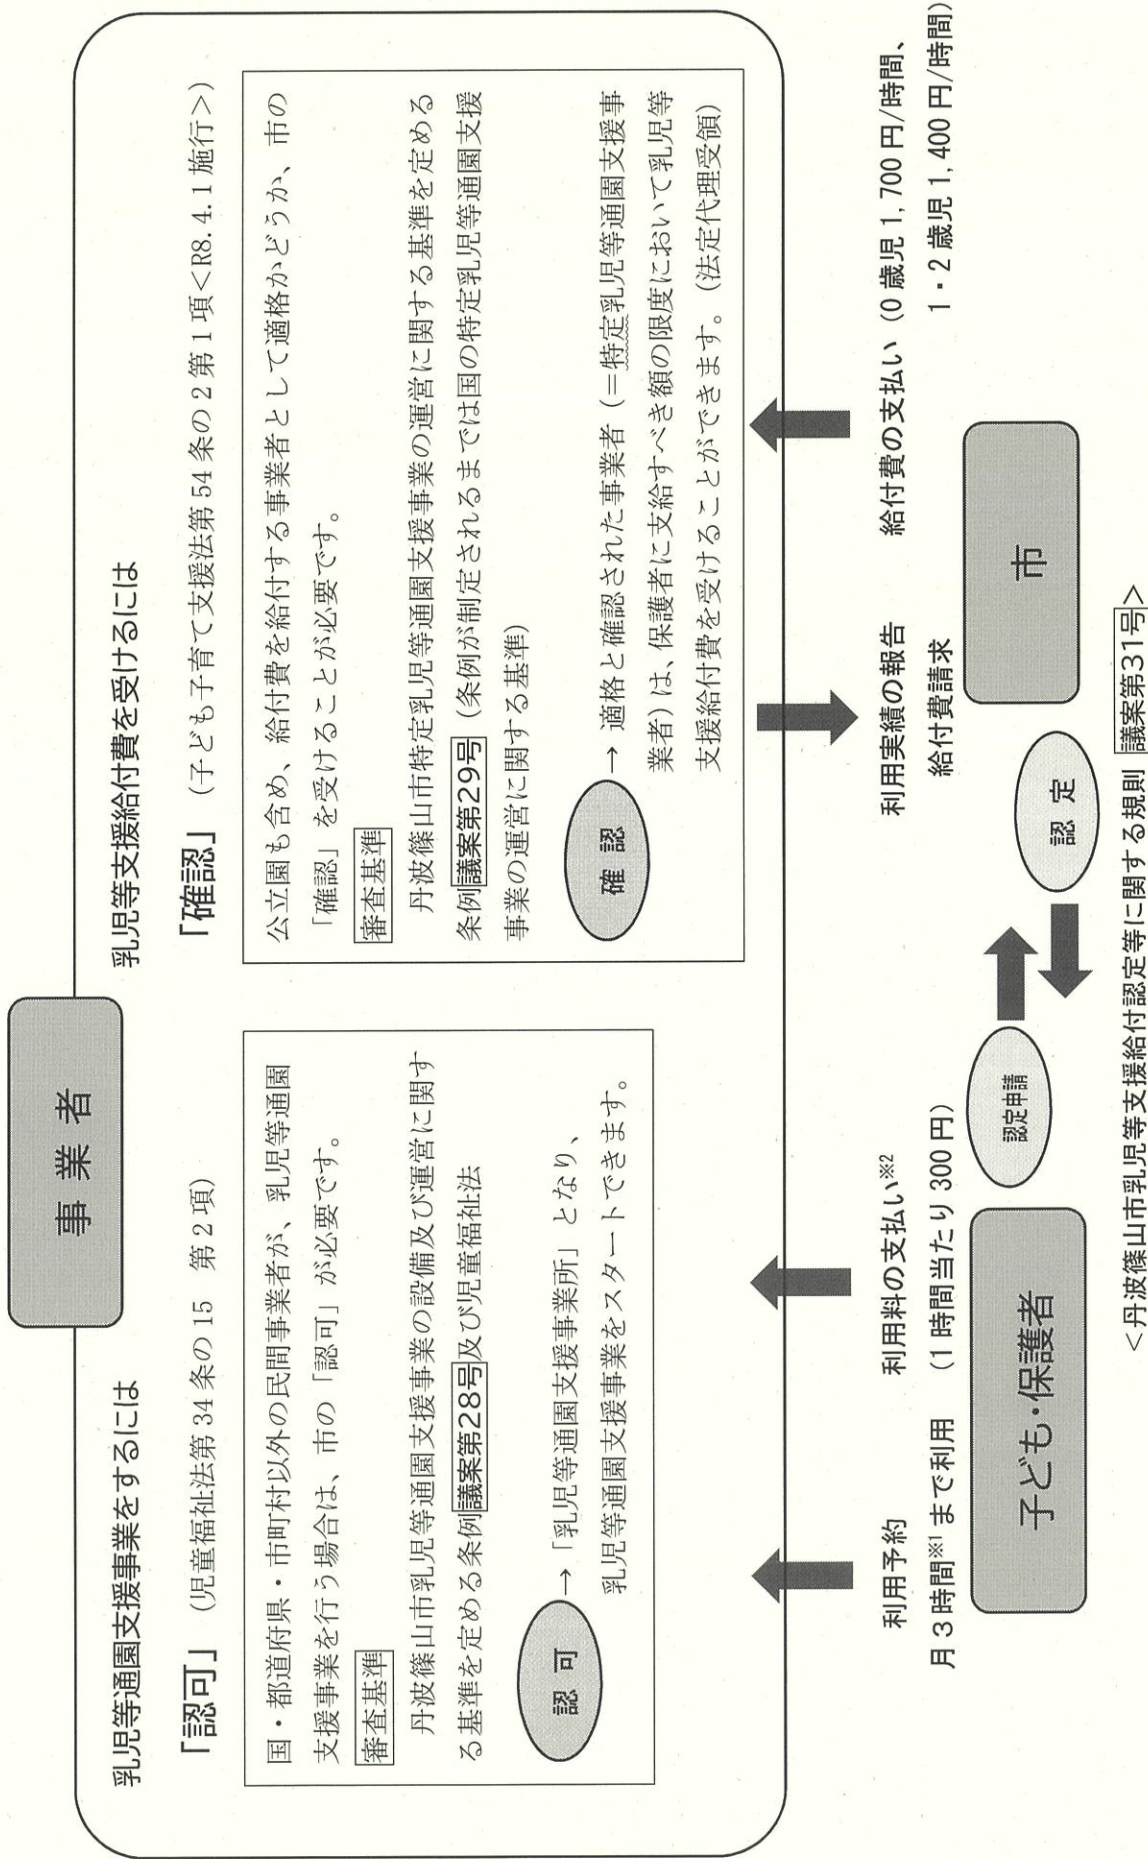 事業者
乳児等通園支援事業をするには
「認可」 (児童福祉法第34条の15 第2項)
国・都道府県・市町村以外の民間事業者が、乳児等通園
支援事業を行う場合は、市の「認可」が必要です。
審査基準
丹波篠山市乳児等通園支援事業の設備及び運営に関す
る基準を定める条例議案第28号及び児童福祉法
認可
→「乳児等通園支援事業所」となり、
乳児等通園支援事業をスタートできます。
乳児等支援給付費を受けるには
「確認」 (子ども子育て支援法第54条の2第1項<R8.4.1施行>)
公立園も含め、給付費を給付する事業者として適格かどうか、市の
「確認」を受けることが必要です。
審査基準
丹波篠山市特定乳児等通園支援事業の運営に関する基準を定める
条例議案第29号(条例が制定されるまでは国の特定乳児等通園支援
事業の運営に関する基準)
確認
→ 適格と確認された事業者(=特定乳児等通園支援事
業者)は、保護者に支給すべき額の限度において乳児等
支援給付費を受けることができます。(法定代理受領)
利用予約
月3時間※1まで利用
利用料の支払い※2
(1時間当たり300円)
利用実績の報告
給付費請求
給付費の支払い(0歳児1,700円/時間、
1・2歳児1,400円/時間)
子ども・保護者
認定申請
認定
市
<丹波篠山市乳児等支援給付認定等に関する規則 議案第31号>